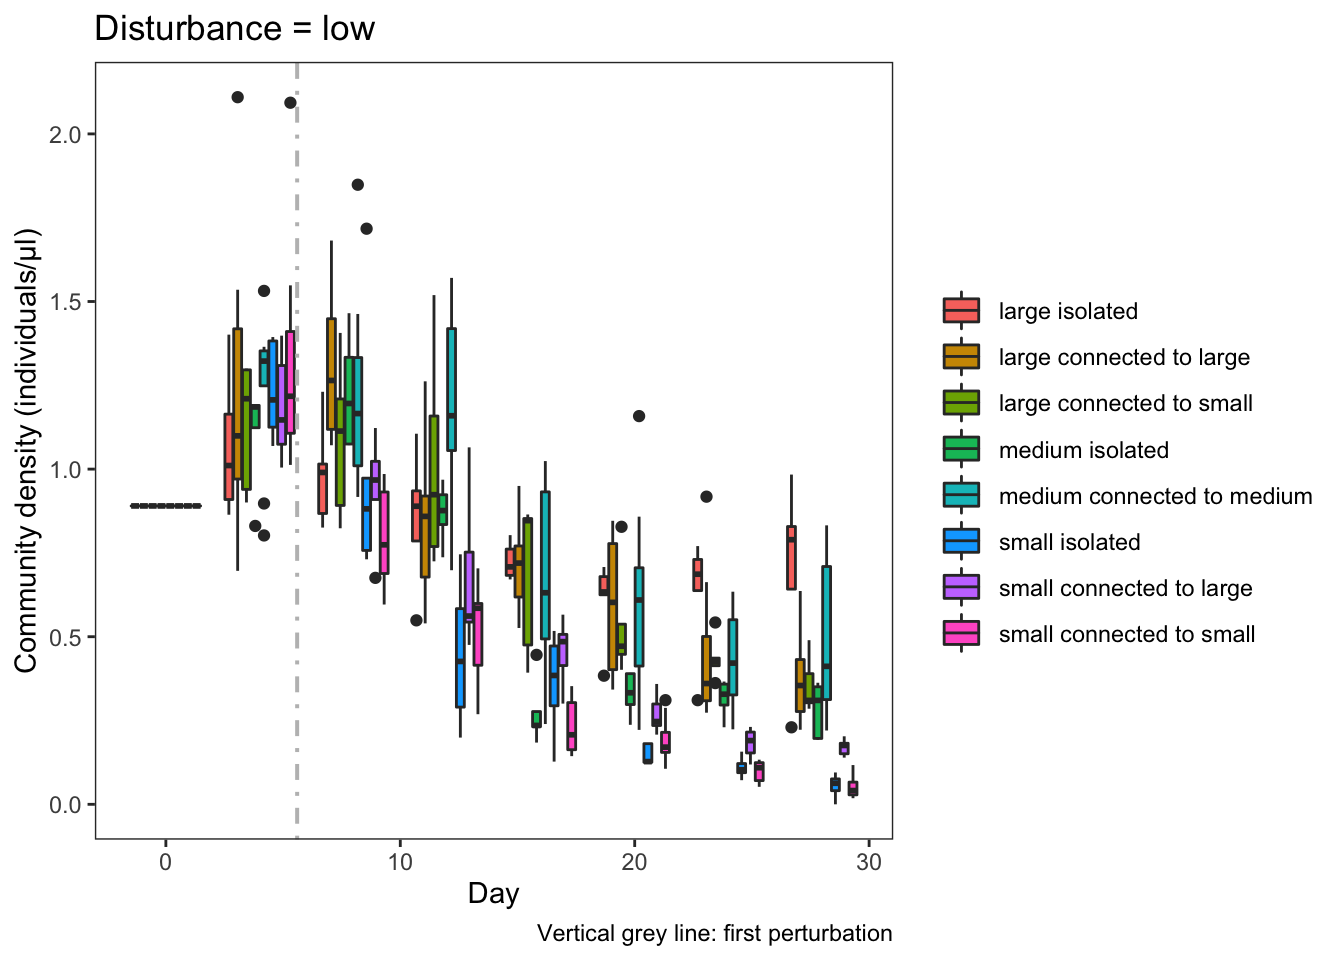 Disturbance = low
Community density (individuals/μl)
2.0
1.5
1.0
0.5
0.0
0
10
20
30
Day
Vertical grey line: first perturbation
large isolated
large connected to large
large connected to small
medium isolated
medium connected to medium
small isolated
small connected to large
small connected to small